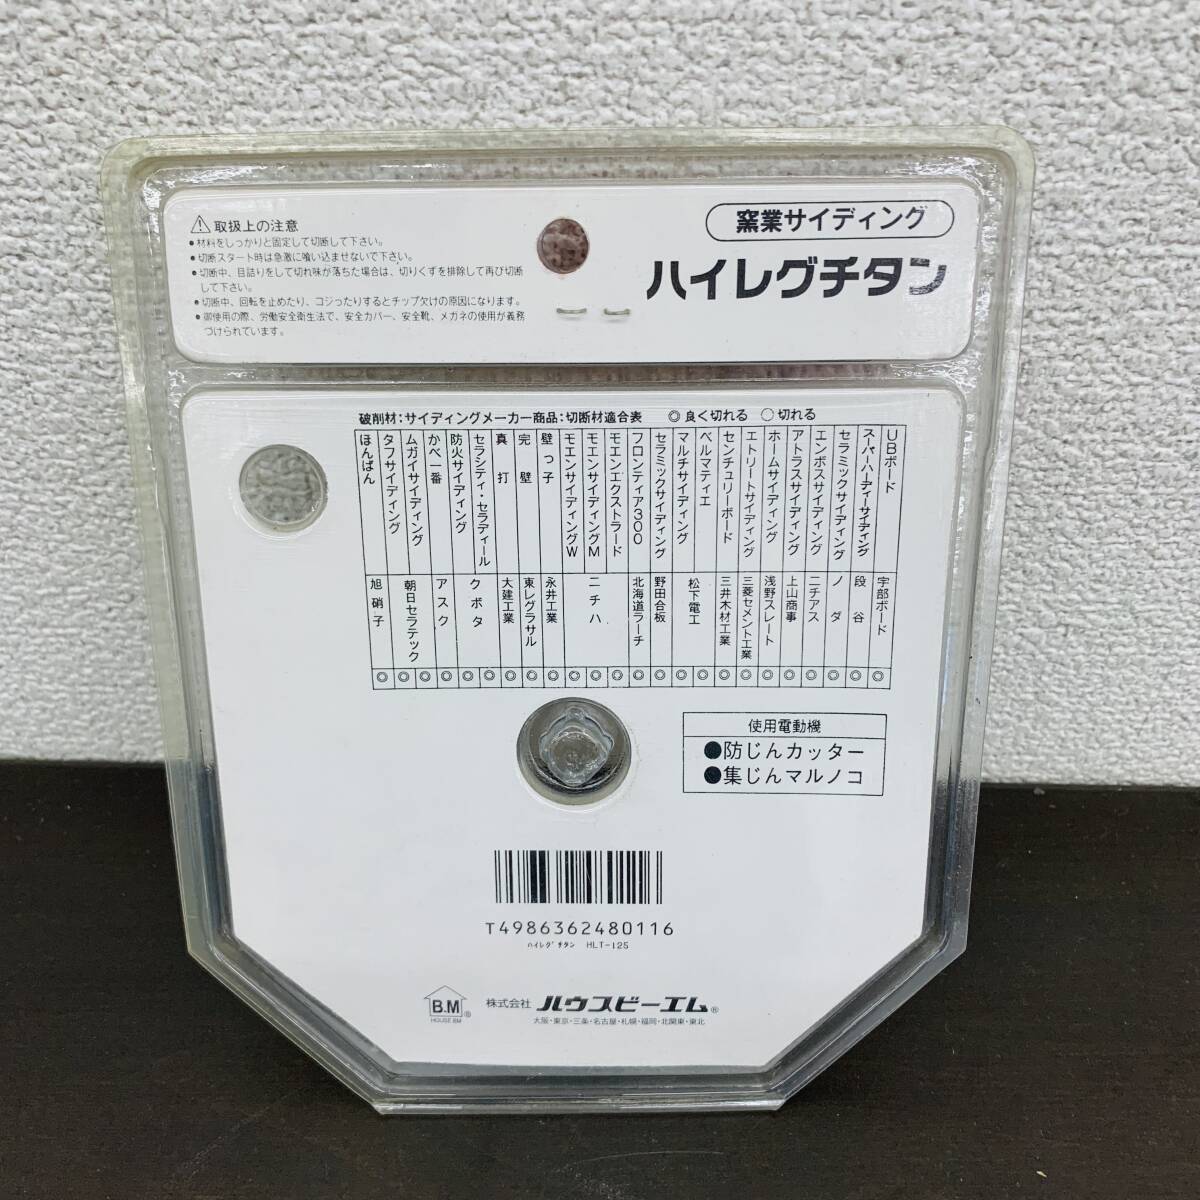 ⚠取扱上の注意
●材料をしっかりと固定して切断して下さい。
●切断スタート時は急激に喰い込ませないで下さい。
●切断中、目詰りをして切れ味が落ちた場合は、切りくずを排除して再び切断
して下さい。
●切断中、回転を止めたり、コジったりするとチップ欠けの原因になります。
●御使用の際、労働安全衛生法で、安全カバー、安全靴、メガネの使用が義務
づけられています。
窯業サイディング
ハイレグチタン
破削材:サイディングメーカー商品:切断材適合表 ◎良く切れる ○切れる
UBボード
スーパーハーディーサイディング
セラミックサイディング
エンボスサイディング
アトラスサイディング
ホームサイディング
エトリートサイディング
センチュリーボード
ベルマティエ
マルチサイディング
セラミックサイディング
フロンティア300
モエンエクストラード
モエンサイディングM
モエンサイディングW
壁っ子
完壁
真打
セラシティ・セラディール
防火サイディング
かべ一番
ムガイサイディング
タフサイディング
ほんばん
宇部ボード
段谷
ノダ
ニチアス
上山商事
浅野スレート
三菱セメント工業
三井木材工業
松下電工
野田合板
北海道ラーチ
ニチハ
永井工業
東レグラサル
大建工業
クボタ
アスク
朝日セラテック
旭硝子
◎ ◎ ◎ ◎ ◎ ◎ ◎ ◎ ◎ ◎ ◎ ◎ ◎ ◎ ◎ ◎ ◎ ◎ ◎ ◎ ◎ ◎ ◎ ◎
使用電動機
●防じんカッター
●集じんマルノコ
T4986362480116
ハイレグチタン HLT-125
B.M®
HOUSE BM
株式会社 ハウスビーエム®
大阪・東京・三条・名古屋・札幌・福岡・北関東・東北